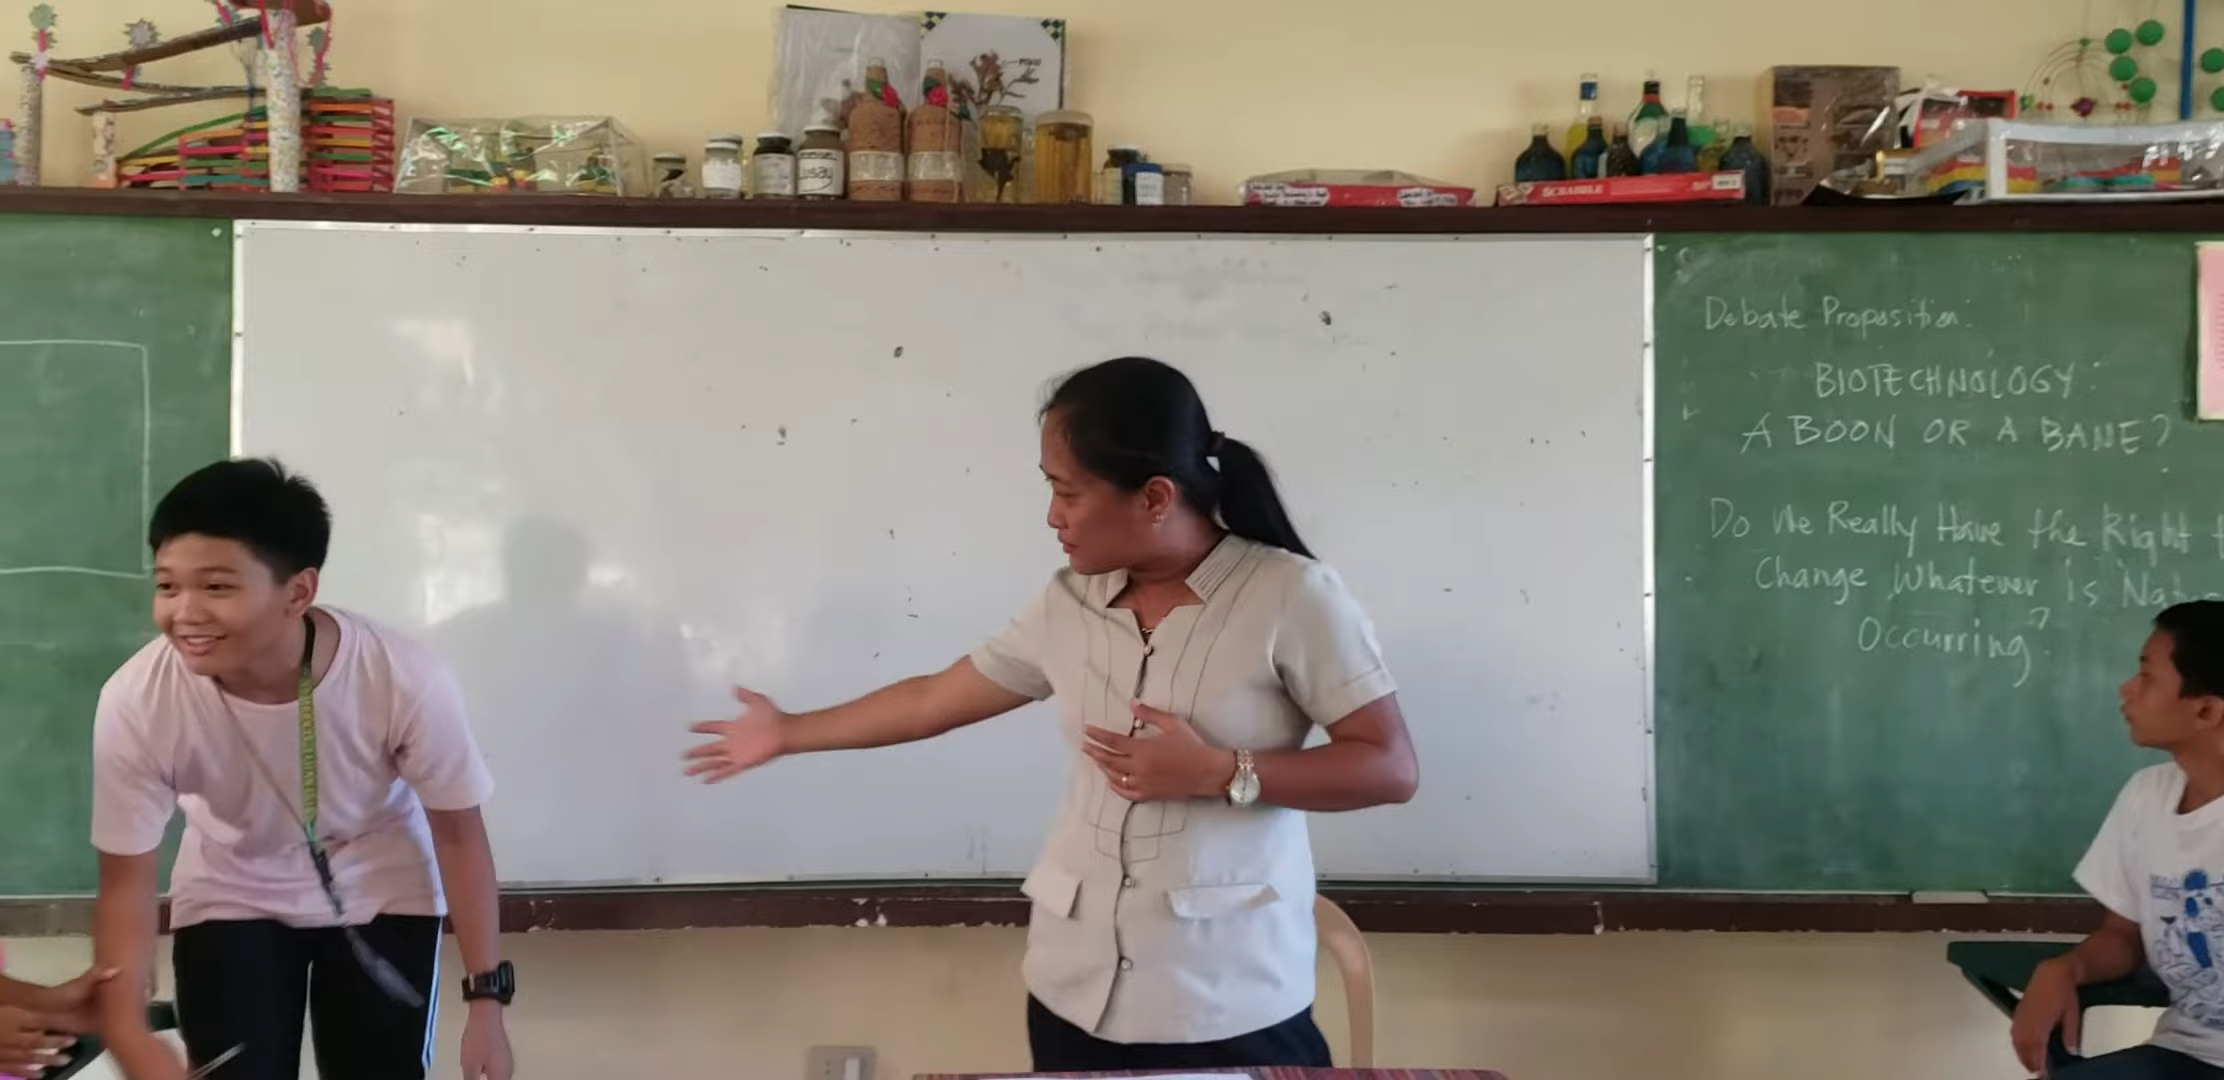 SCRABBLE
Debate Proposition:
BIOTECHNOLOGY:
A BOON OR A BANE?
Do We Really Have the Right
Change Whatever is
Occurring?